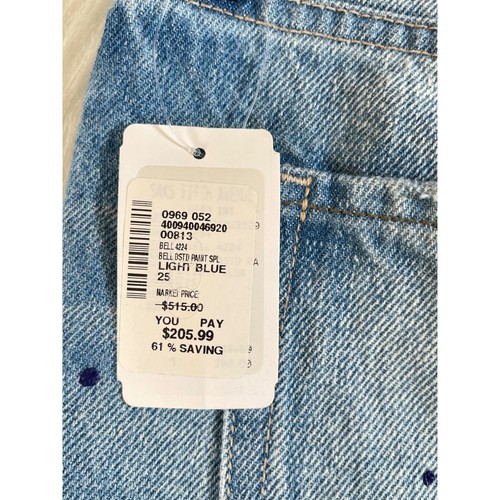 0969 052
400940046920
00813
BELL 4224
BELL DSTD PAINT SPL
LIGHT BLUE
25
MARKET PRICE
$515.00
YOU PAY
$205.99
61 % SAVING